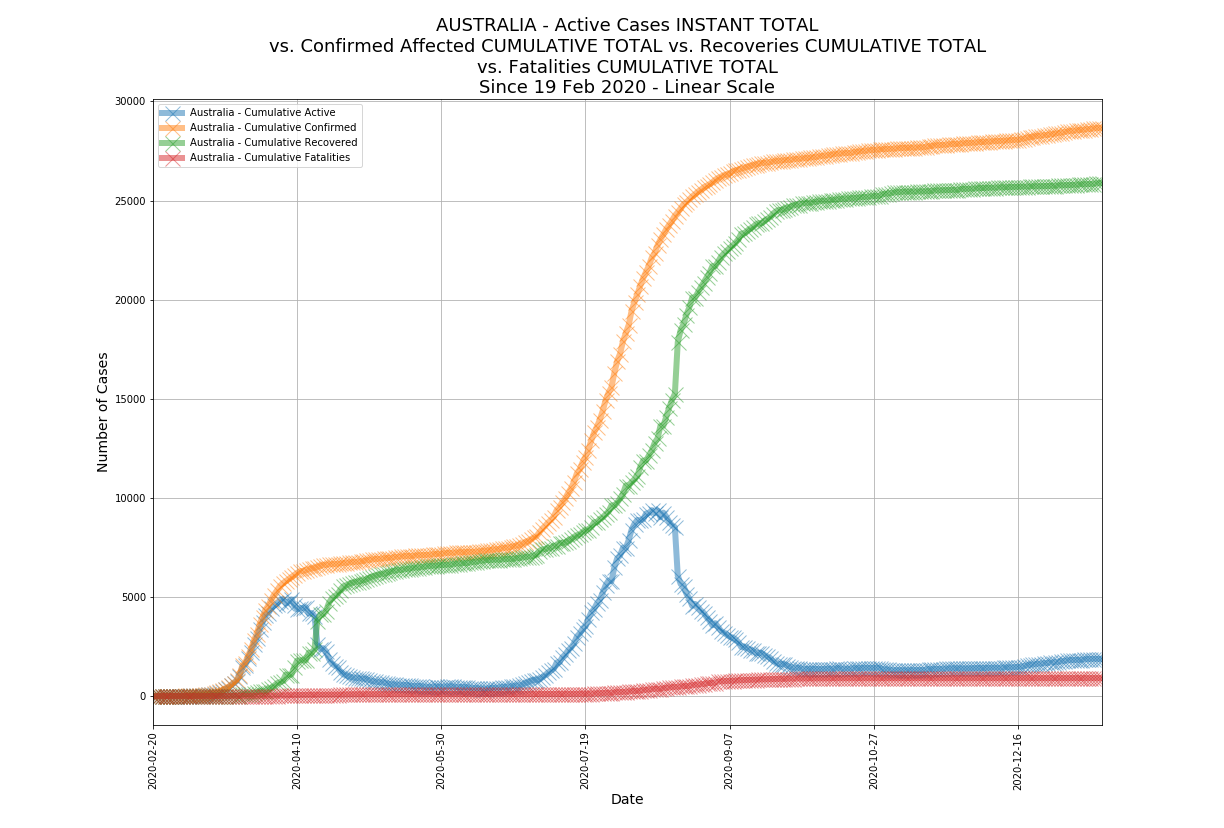 AUSTRALIA - Active Cases INSTANT TOTAL
vs. Confirmed Affected CUMULATIVE TOTAL vs. Recoveries CUMULATIVE TOTAL
vs. Fatalities CUMULATIVE TOTAL
Since 19 Feb 2020 - Linear Scale
Australia - Cumulative Active
Australia - Cumulative Confirmed
Australia - Cumulative Recovered
Australia - Cumulative Fatalities
Number of Cases
30000
25000
20000
15000
10000
5000
0
2020-02-20
2020-04-10
2020-05-30
2020-07-19
2020-09-07
2020-10-27
2020-12-16
Date